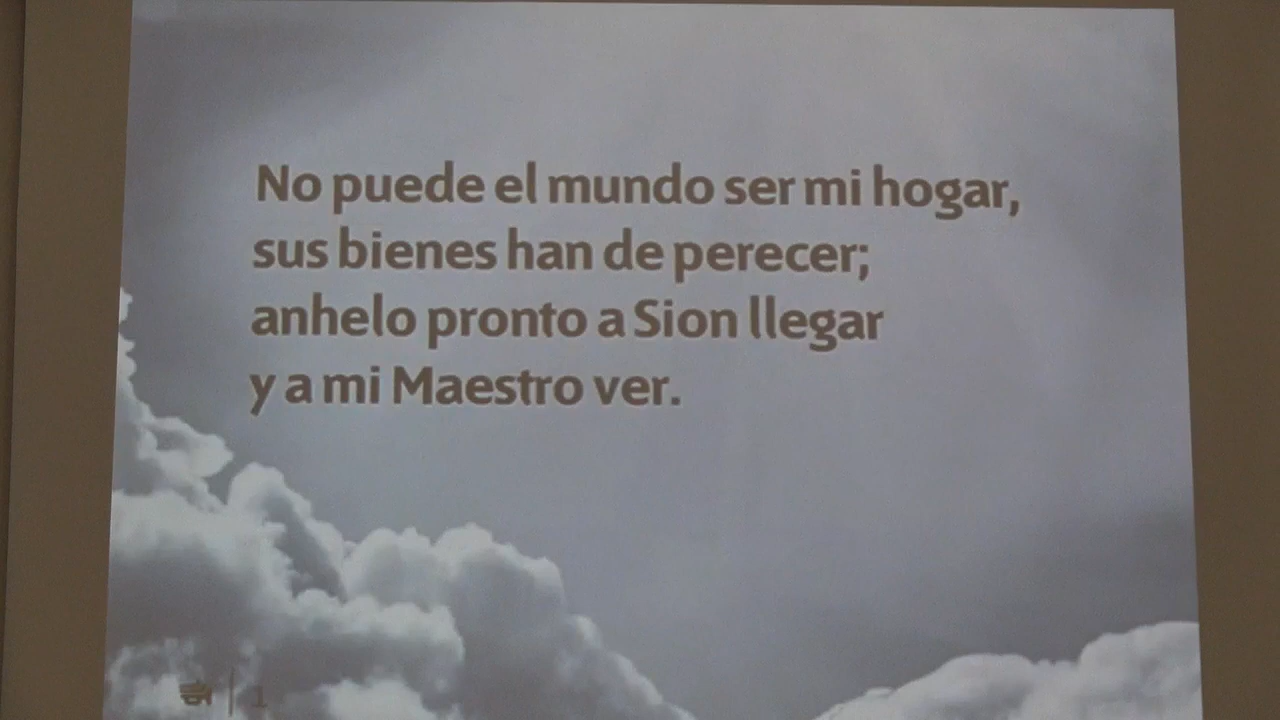 No puede el mundo ser mi hogar,
sus bienes han de perecer;
anhelo pronto a Sion llegar
y a mi Maestro ver.
1